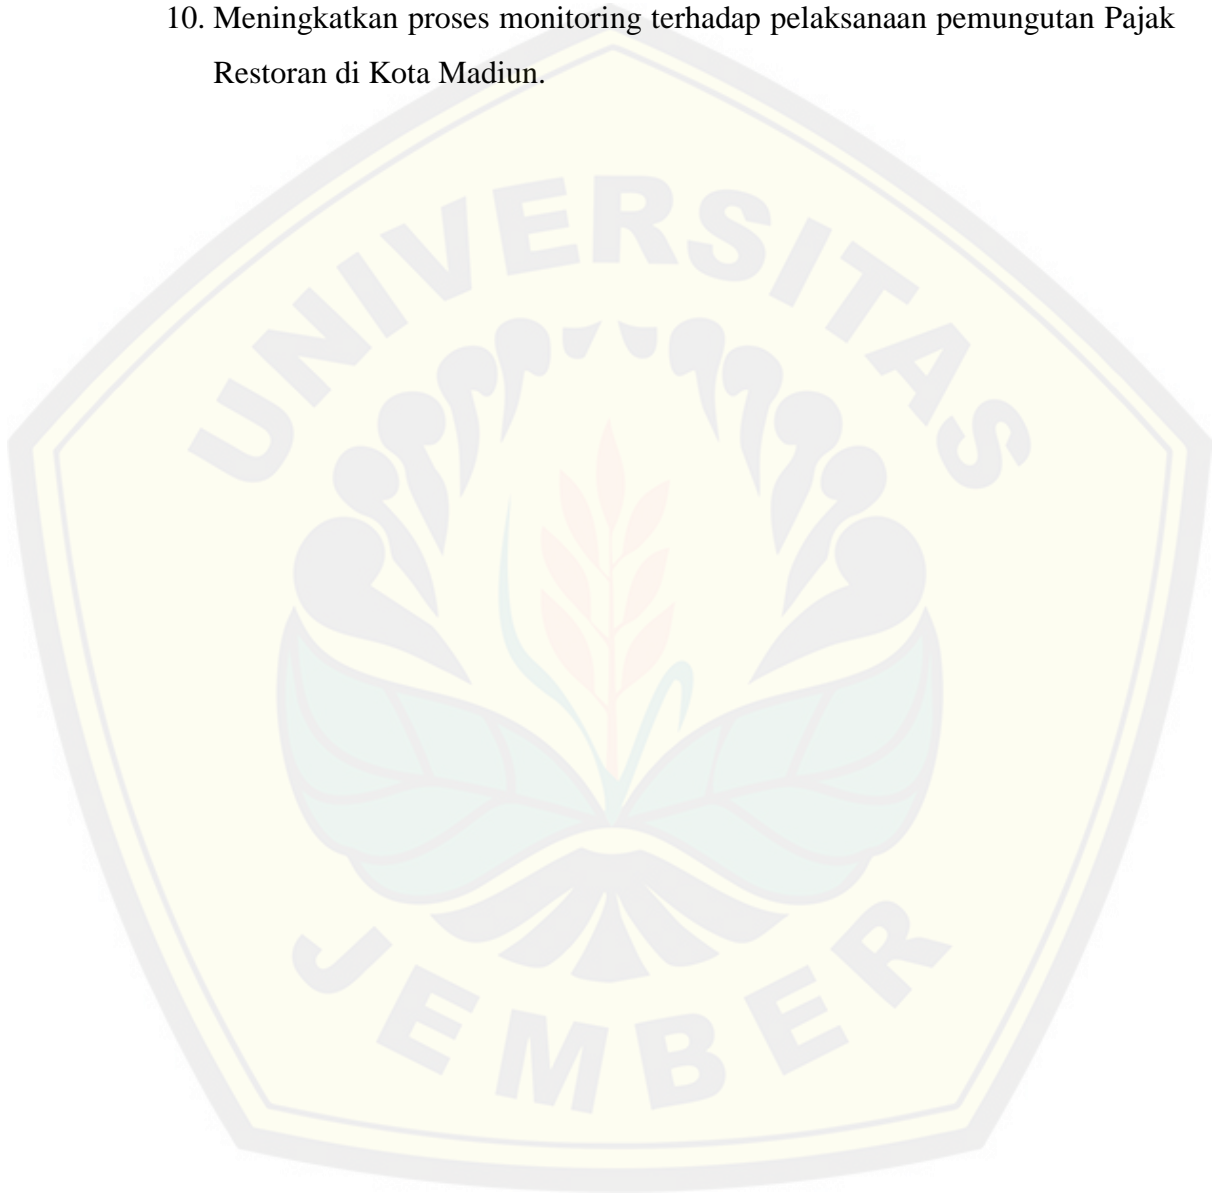 10. Meningkatkan proses monitoring terhadap pelaksanaan pemungutan Pajak
Restoran di Kota Madiun.
UNIVERSITAS
JEMBER